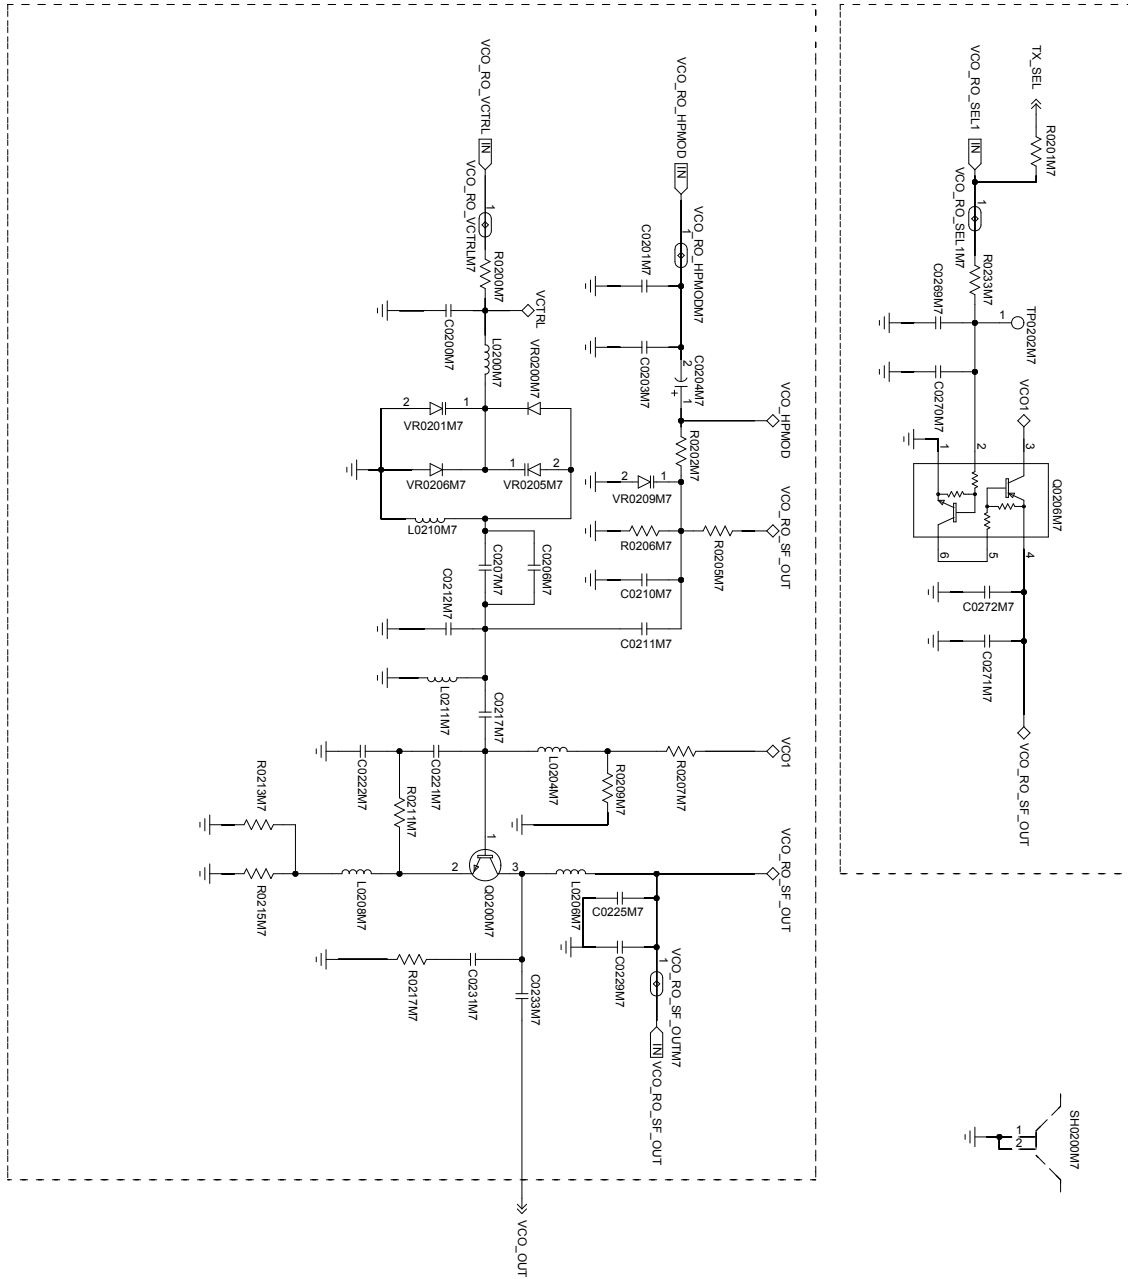 TX_SEL
R0201M7
VCO_RO_SEL1
IN
1
VCO_RO_SEL1M7
R0233M7
C0269M7
1
TP0202M7
C0270M7
VCO1
3
2
1
Q0206M7
6
5
4
C0272M7
C0271M7
VCO_RO_SF_OUT
SH0200M7
1
2
VCO_RO_HPMOD
IN
1
VCO_RO_HPMODM7
C0201M7
C0203M7
2
C0204M7
+
1
VCO_HPMOD
R0202M7
2
1
VR0209M7
VCO_RO_SF_OUT
R0206M7
R0205M7
C0210M7
C0211M7
VCO_RO_VCTRL
IN
1
VCO_RO_VCTRLM7
R0200M7
VCTRL
C0200M7
L0200M7
VR0200M7
2
1
VR0201M7
1
2
VR0206M7
VR0205M7
L0210M7
C0207M7
C0206M7
C0212M7
L0211M7
C0217M7
VCO1
L0204M7
R0207M7
R0209M7
C0222M7
C0221M7
R0211M7
R0213M7
R0215M7
L0208M7
1
2
3
Q0200M7
L0206M7
VCO_RO_SF_OUT
C0225M7
C0229M7
1
VCO_RO_SF_OUTM7
IN
VCO_RO_SF_OUT
R0217M7
C0231M7
C0233M7
VCO_OUT